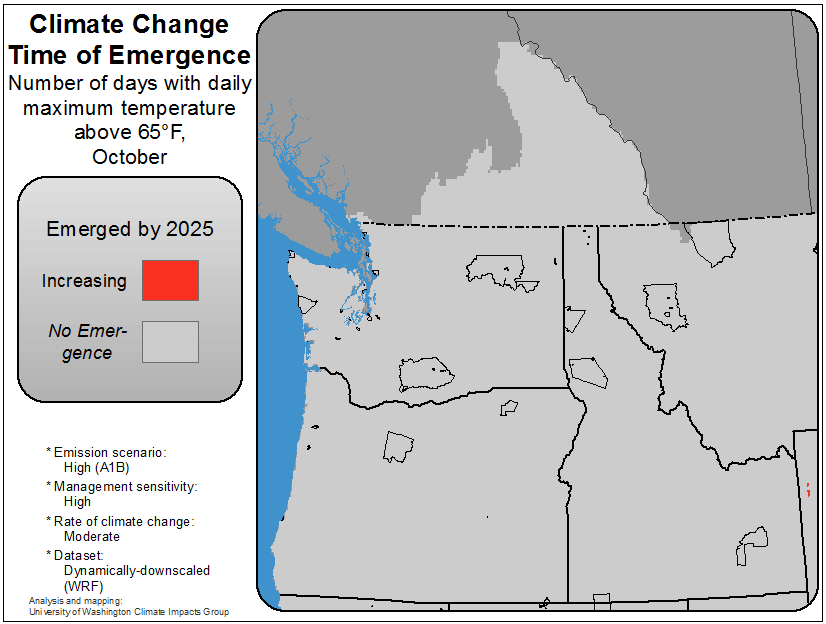 Climate Change
Time of Emergence
Number of days with daily
maximum temperature
above 65°F,
October
Emerged by 2025
Increasing
No Emer-
gence
* Emission scenario:
High (A1B)
* Management sensitivity:
High
* Rate of climate change:
Moderate
* Dataset:
Dynamically-downscaled
(WRF)
Analysis and mapping:
University of Washington Climate Impacts Group